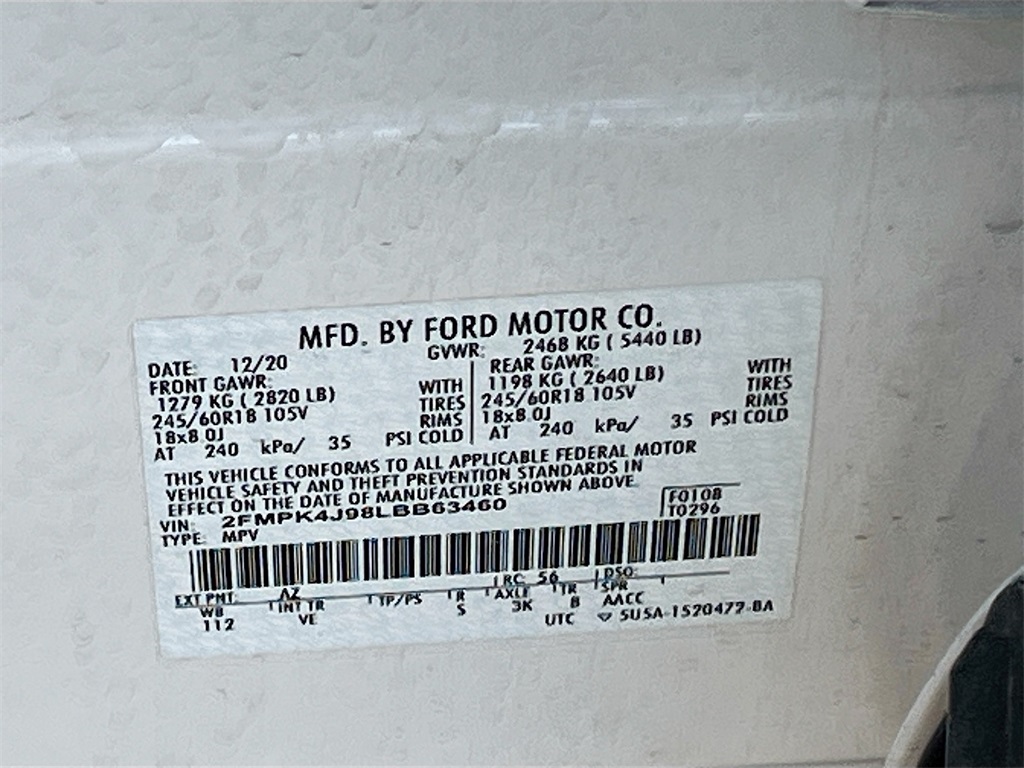 MFD. BY FORD MOTOR CO.
DATE: 12/20 GVWR: 2468 KG ( 5440 LB)
FRONT GAWR: REAR GAWR:
1279 KG ( 2820 LB) WITH 1198 KG ( 2640 LB) WITH
245/60R18 105V TIRES 245/60R18 105V TIRES
18x8.0J RIMS 18x8.0J RIMS
AT 240 kPa/ 35 PSI COLD AT 240 kPa/ 35 PSI COLD
THIS VEHICLE CONFORMS TO ALL APPLICABLE FEDERAL MOTOR
VEHICLE SAFETY AND THEFT PREVENTION STANDARDS IN
EFFECT ON THE DATE OF MANUFACTURE SHOWN ABOVE.
VIN: 2FMPK4J98LBB63460 F0108
TYPE: MPV T0296
EXT PNT: AZ RC: 56 DSO:
WB INT TR TP/PS R AXLE TR SPR
112 VE S 3K B AACC
UTC 5U5A-1520472-BA